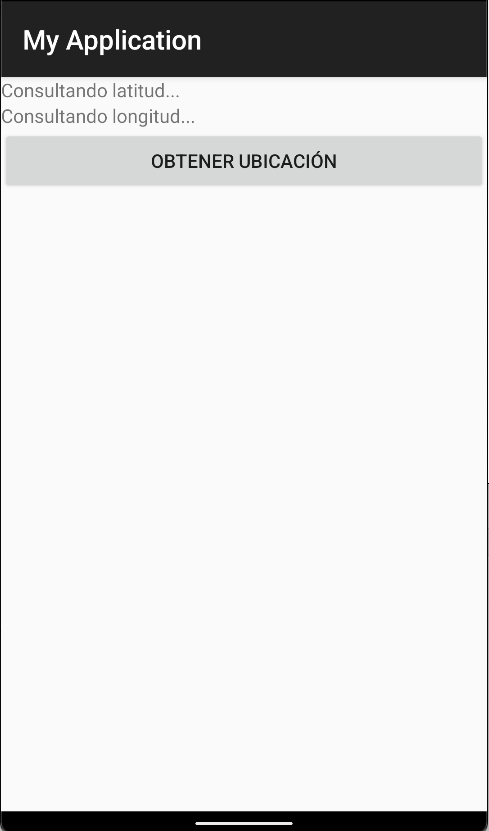 My Application
Consultando latitud...
Consultando longitud...
OBTENER UBICACIÓN